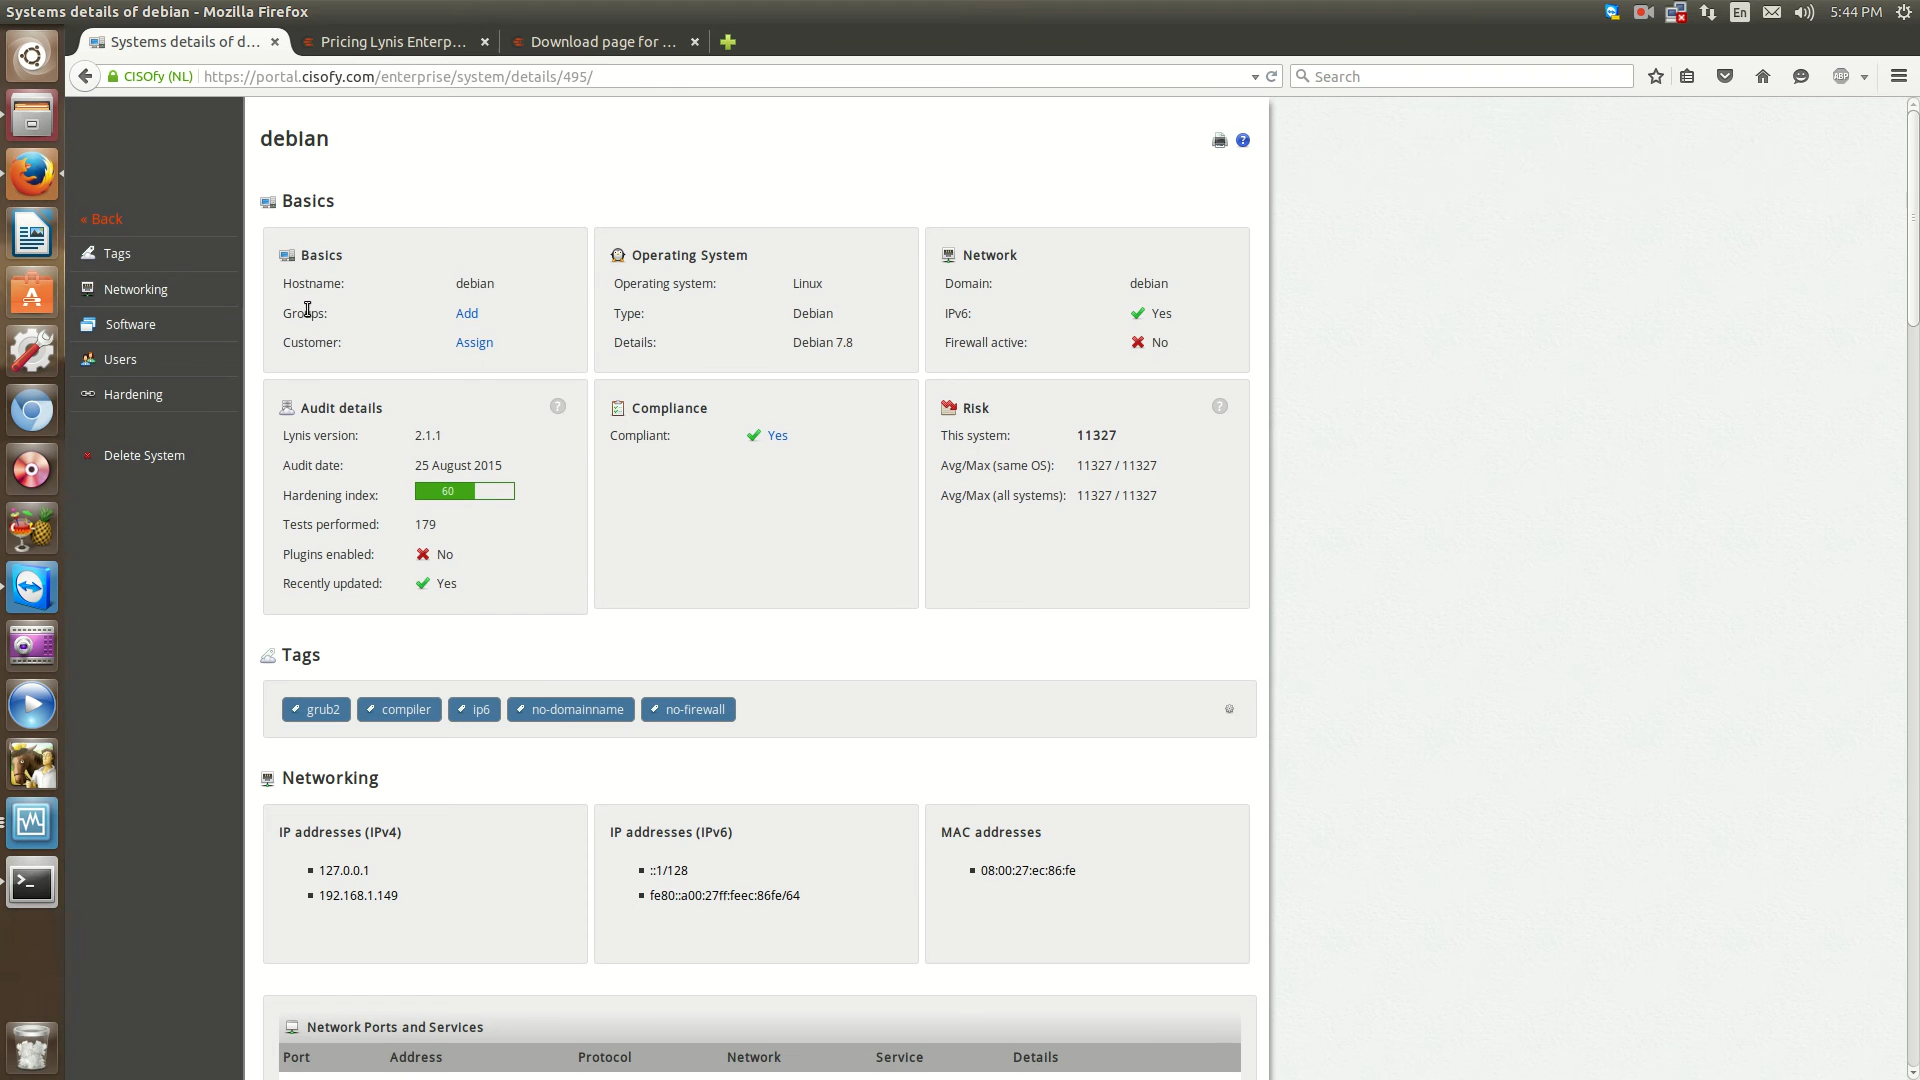 Systems details of debian - Mozilla Firefox
En
5:44 PM
Systems details of d...
Pricing Lynis Enterp...
Download page for ...
CISOfy (NL)
https://portal.cisofy.com/enterprise/system/details/495/
Search
ABP
debian
Basics
« Back
Tags
Networking
Software
Users
Hardening
Delete System
Basics
Hostname: debian
Groups: Add
Customer: Assign
Operating System
Operating system: Linux
Type: Debian
Details: Debian 7.8
Network
Domain: debian
IPv6: Yes
Firewall active: No
Audit details ?
Lynis version: 2.1.1
Audit date: 25 August 2015
Hardening index: 60
Tests performed: 179
Plugins enabled: No
Recently updated: Yes
Compliance
Compliant: Yes
Risk ?
This system: 11327
Avg/Max (same OS): 11327 / 11327
Avg/Max (all systems): 11327 / 11327
Tags
grub2 compiler ip6 no-domainname no-firewall
Networking
IP addresses (IPv4)
127.0.0.1
192.168.1.149
IP addresses (IPv6)
::1/128
fe80::a00:27ff:feec:86fe/64
MAC addresses
08:00:27:ec:86:fe
Network Ports and Services
Port Address Protocol Network Service Details